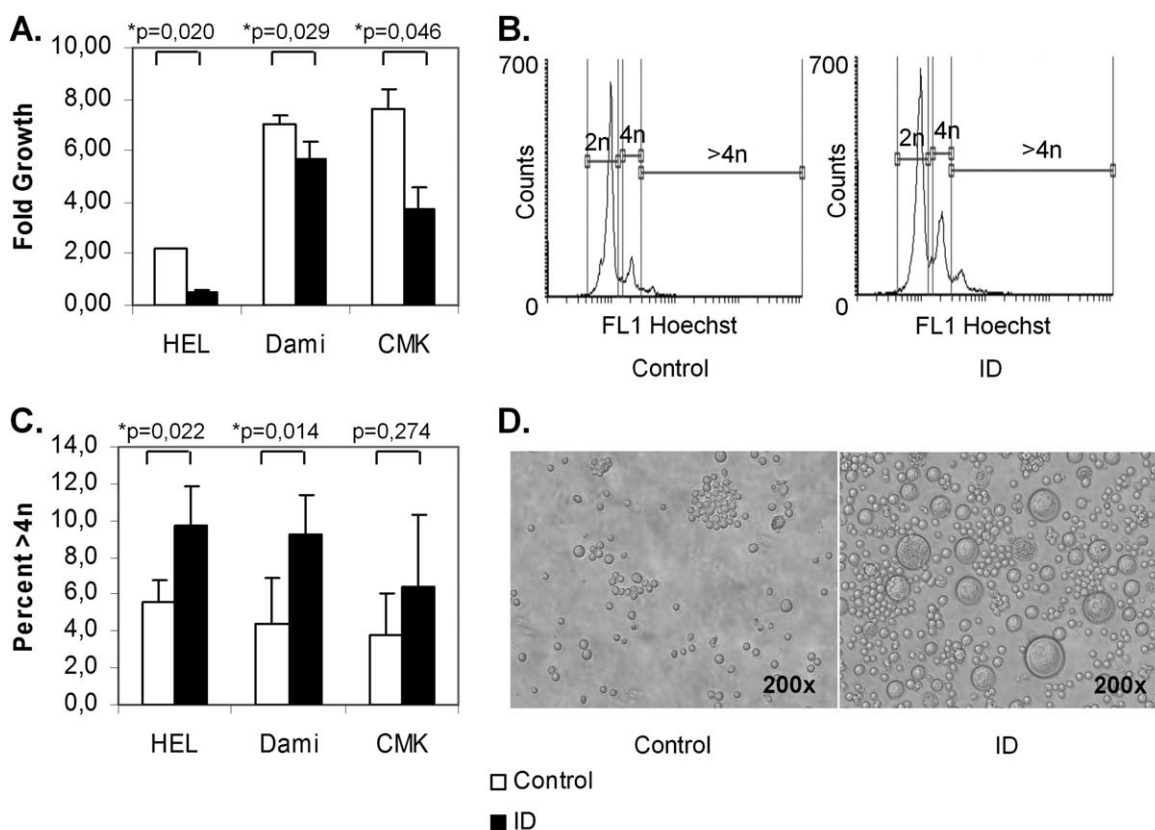 A.
*p=0,020 *p=0,029 *p=0,046
10,00
8,00
6,00
4,00
2,00
0,00
Fold Growth
HEL Dami CMK
B.
700
0
Counts
2n 4n >4n
FL1 Hoechst
Control
700
0
Counts
2n 4n >4n
FL1 Hoechst
ID
C.
*p=0,022 *p=0,014 p=0,274
14,0
12,0
10,0
8,0
6,0
4,0
2,0
0,0
Percent >4n
HEL Dami CMK
Control
ID
D.
200x
Control
200x
ID